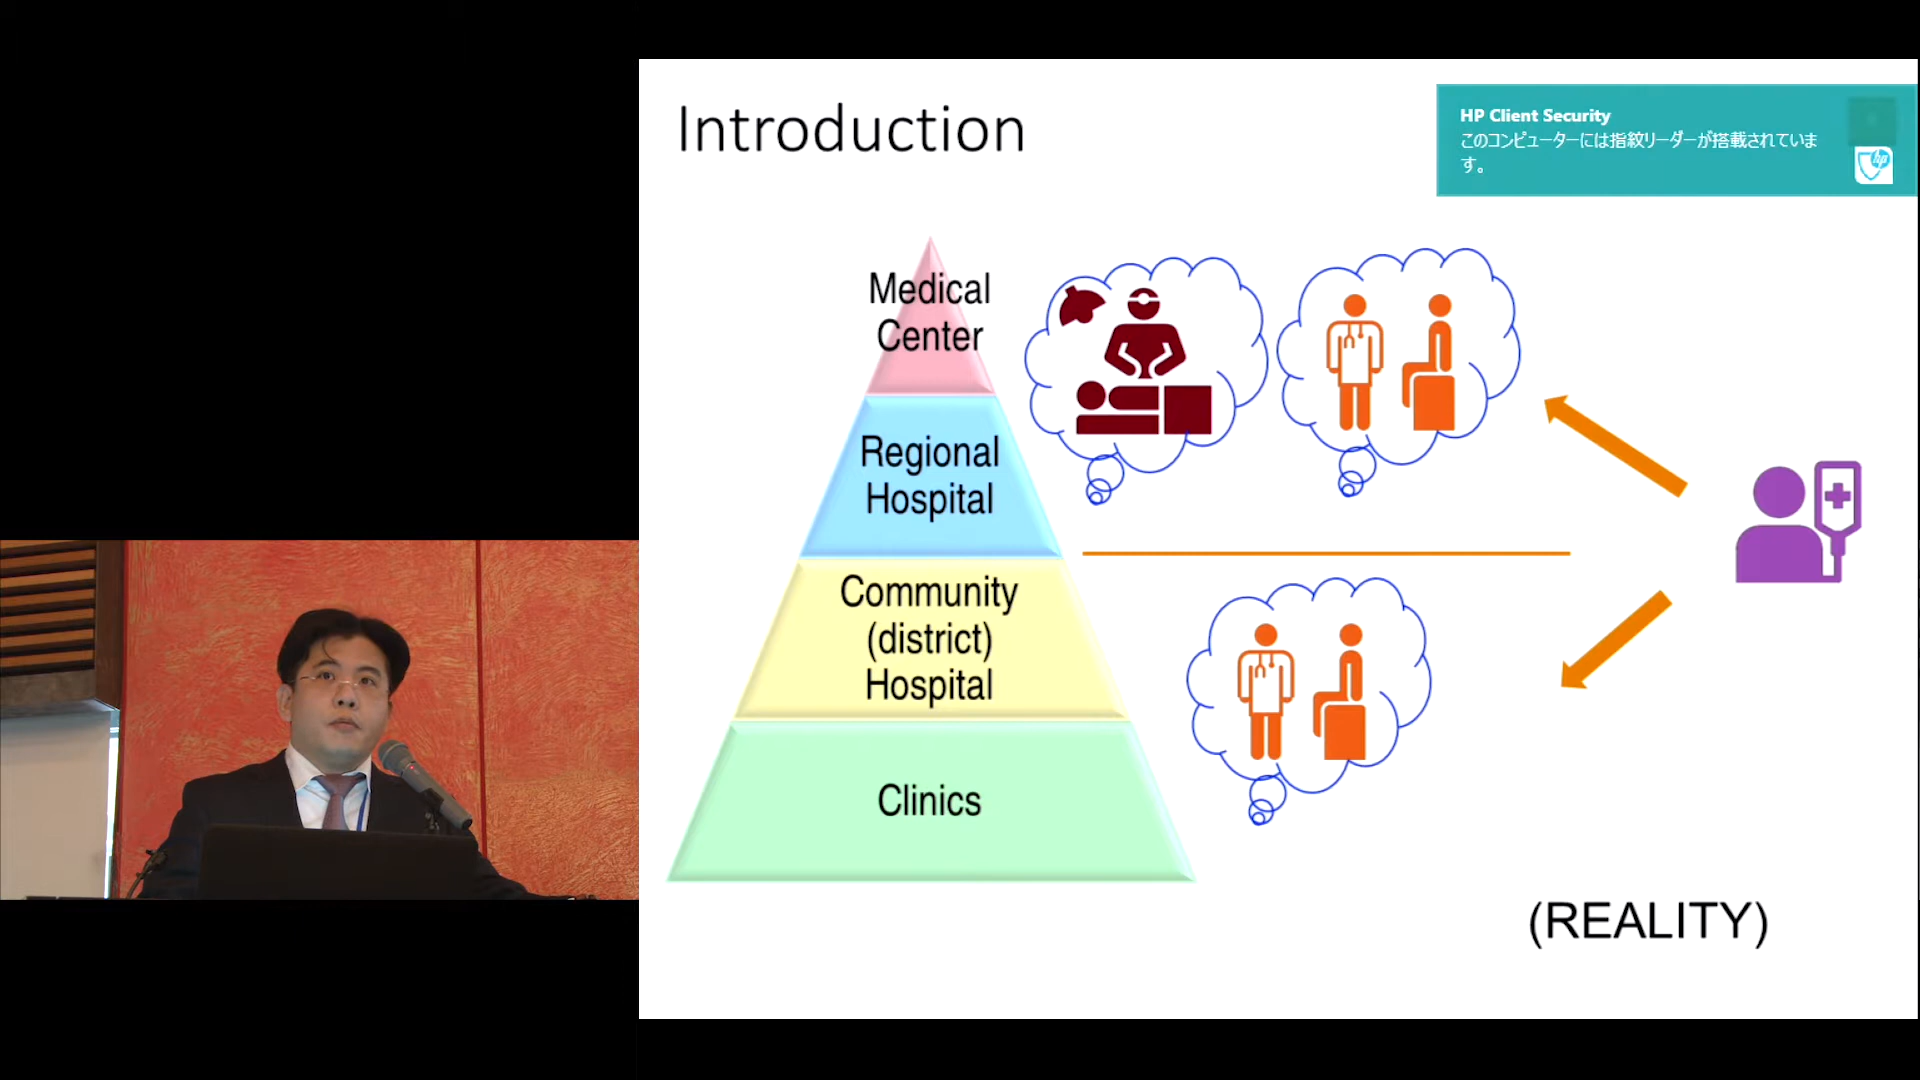 Introduction
HP Client Security
このコンピューターには指紋リーダーが搭載されていま
す。
hp
Medical
Center
Regional
Hospital
Community
(district)
Hospital
Clinics
(REALITY)